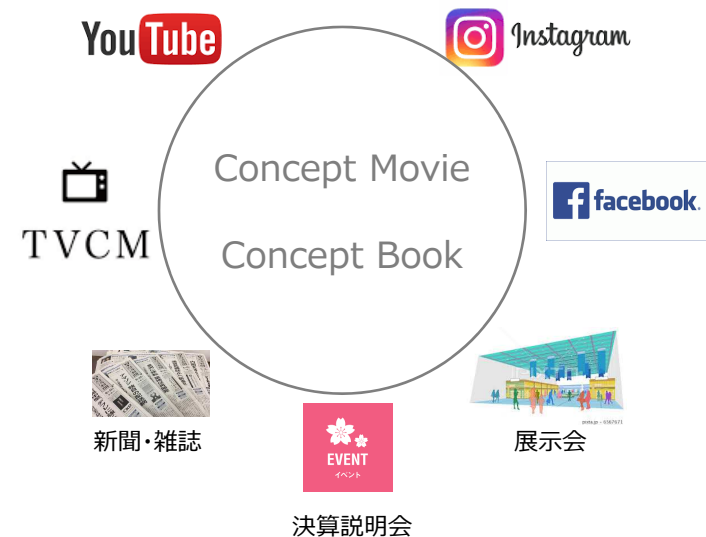 YouTube
Instagram
Concept Movie
facebook.
TVCM
Concept Book
新聞・雑誌
EVENT
イベント
展示会
決算説明会